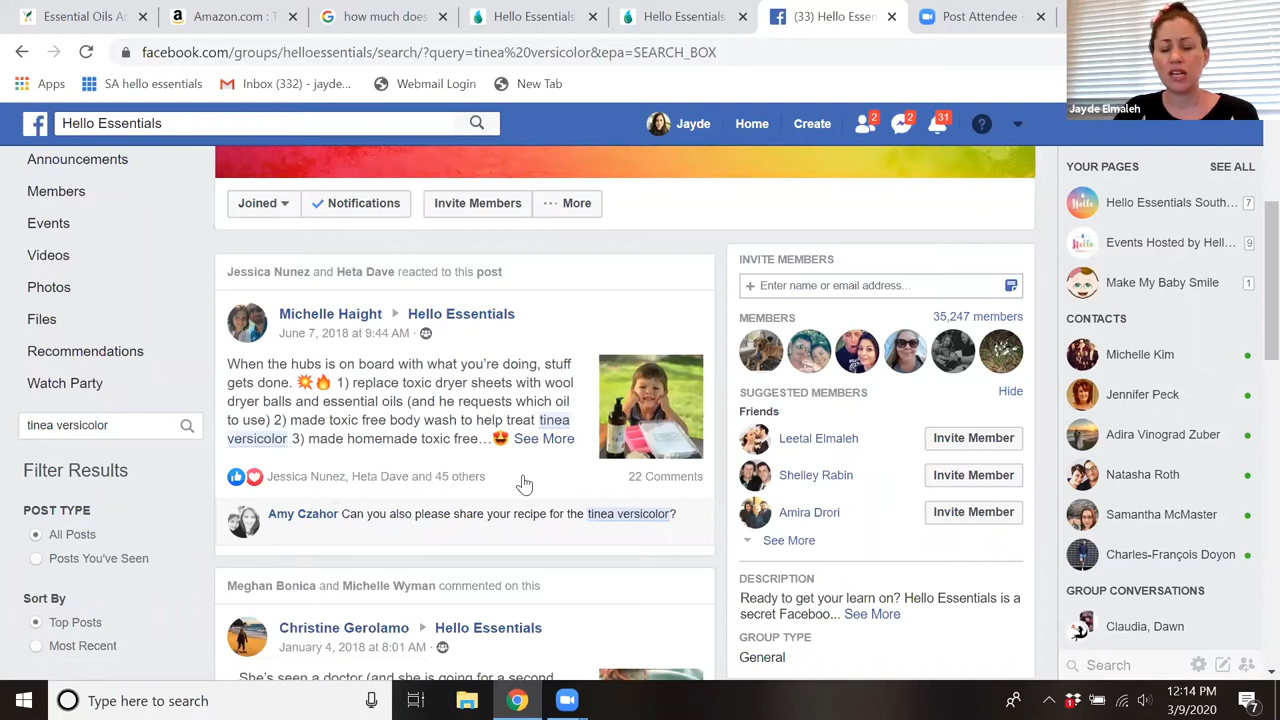 Essential Oils Ar
Amazon.com : T
how much does
Hello Essentials
Hello Essentials
(33) Hello Esse
Post Attendee -
facebook.com/groups/helloessentials/search/?query=tinea%20versicolor&epa=SEARCH_BOX
Apps
SA hello essentials
Inbox (332) - jayde...
Webmail Login
New Tab
Jayde Elmaleh
Hello Essentials
Jayde
Home
Create
2
2
31
Announcements
Members
Events
Videos
Photos
Files
Recommendations
Watch Party
tinea versicolor
Filter Results
POST TYPE
All Posts
Posts You've Seen
Sort By
Top Posts
Most Recent
Joined
Notifications
Invite Members
More
Jessica Nunez and Heta Dave reacted to this post
Michelle Haight Hello Essentials
June 7, 2018 at 9:44 AM ·
When the hubs is on board with what you're doing, stuff
gets done. 💥🔥 1) replace toxic dryer sheets with wool
dryer balls and essential oils (and he requests which oil
to use) 2) made toxic free body wash to help treat tinea
versicolor 3) made homemade toxic free…😍 See More
Jessica Nunez, Heta Dave and 45 others
22 Comments
Amy Czahor Can you also please share your recipe for the tinea versicolor?
Meghan Bonica and Michelle Wyman commented on this
Christine Gerolamo Hello Essentials
January 4, 2018 at 8:01 AM ·
She's seen a doctor (and she is going for a second
INVITE MEMBERS
+ Enter name or email address...
MEMBERS
35,247 members
SUGGESTED MEMBERS
Hide
Friends
Leetal Elmaleh
Invite Member
Shelley Rabin
Invite Member
Amira Drori
Invite Member
See More
DESCRIPTION
Ready to get your learn on? Hello Essentials is a
secret Faceboo... See More
GROUP TYPE
General
YOUR PAGES
SEE ALL
Hello Essentials South...
7
Events Hosted by Hell...
9
Make My Baby Smile
1
CONTACTS
Michelle Kim
Jennifer Peck
Adira Vinograd Zuber
Natasha Roth
Samantha McMaster
Charles-François Doyon
GROUP CONVERSATIONS
Claudia, Dawn
Search
Type here to search
12:14 PM
3/9/2020
7